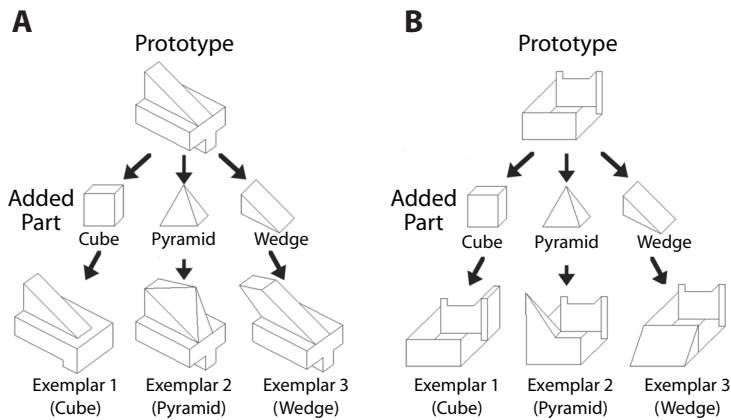 A
Prototype
Added
Part
Cube
Pyramid
Wedge
Exemplar 1
(Cube)
Exemplar 2
(Pyramid)
Exemplar 3
(Wedge)
B
Prototype
Added
Part
Cube
Pyramid
Wedge
Exemplar 1
(Cube)
Exemplar 2
(Pyramid)
Exemplar 3
(Wedge)